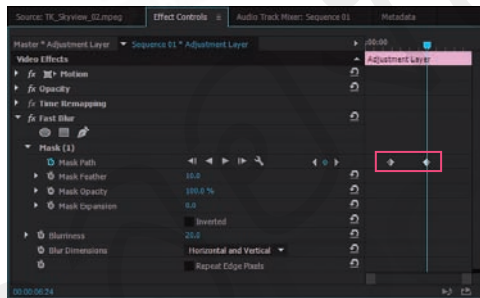 Source: TK_Skyview_02.mpeg Effect Controls Audio Track Mixer: Sequence 01 Metadata
Master * Adjustment Layer Sequence 01 * Adjustment Layer ;00:00
Video Effects Adjustment Layer
fx Motion
fx Opacity
fx Time Remapping
fx Fast Blur
Mask (1)
Mask Path
Mask Feather 10.0
Mask Opacity 100.0 %
Mask Expansion 0.0
Inverted
Blurriness 20.0
Blur Dimensions Horizontal and Vertical
Repeat Edge Pixels
00:00:06:24